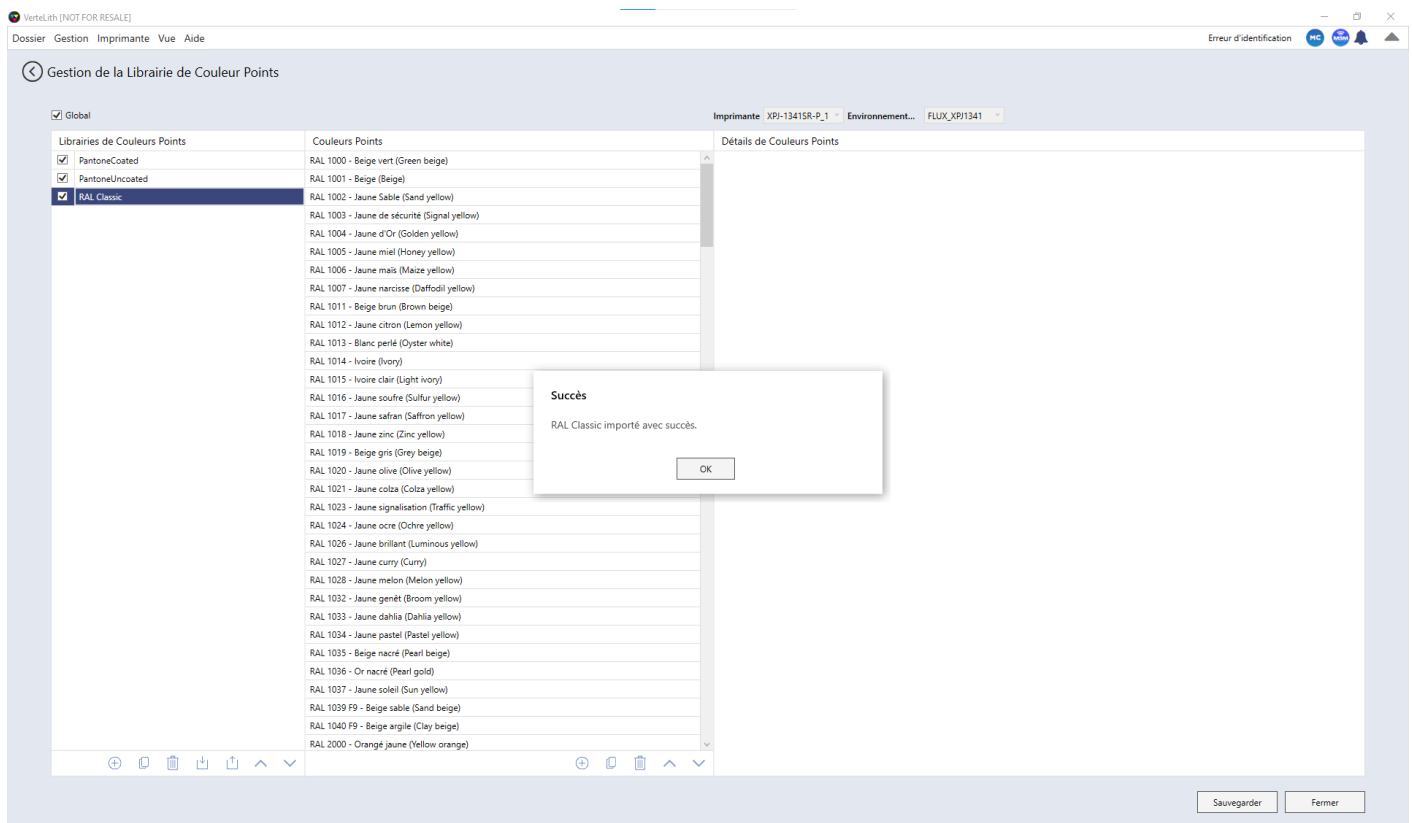 VerteLith [NOT FOR RESALE]
Dossier Gestion Imprimante Vue Aide
Erreur d'identification MC MSM
Gestion de la Librairie de Couleur Points
Global
Imprimante XPJ-1341SR-P_1 Environnement... FLUX_XPJ1341
Librairies de Couleurs Points
PantoneCoated
PantoneUncoated
RAL Classic
Couleurs Points
RAL 1000 - Beige vert (Green beige)
RAL 1001 - Beige (Beige)
RAL 1002 - Jaune Sable (Sand yellow)
RAL 1003 - Jaune de sécurité (Signal yellow)
RAL 1004 - Jaune d'Or (Golden yellow)
RAL 1005 - Jaune miel (Honey yellow)
RAL 1006 - Jaune maïs (Maize yellow)
RAL 1007 - Jaune narcisse (Daffodil yellow)
RAL 1011 - Beige brun (Brown beige)
RAL 1012 - Jaune citron (Lemon yellow)
RAL 1013 - Blanc perlé (Oyster white)
RAL 1014 - Ivoire (Ivory)
RAL 1015 - Ivoire clair (Light ivory)
RAL 1016 - Jaune soufre (Sulfur yellow)
RAL 1017 - Jaune safran (Saffron yellow)
RAL 1018 - Jaune zinc (Zinc yellow)
RAL 1019 - Beige gris (Grey beige)
RAL 1020 - Jaune olive (Olive yellow)
RAL 1021 - Jaune colza (Colza yellow)
RAL 1023 - Jaune signalisation (Traffic yellow)
RAL 1024 - Jaune ocre (Ochre yellow)
RAL 1026 - Jaune brillant (Luminous yellow)
RAL 1027 - Jaune curry (Curry)
RAL 1028 - Jaune melon (Melon yellow)
RAL 1032 - Jaune genêt (Broom yellow)
RAL 1033 - Jaune dahlia (Dahlia yellow)
RAL 1034 - Jaune pastel (Pastel yellow)
RAL 1035 - Beige nacré (Pearl beige)
RAL 1036 - Or nacré (Pearl gold)
RAL 1037 - Jaune soleil (Sun yellow)
RAL 1039 F9 - Beige sable (Sand beige)
RAL 1040 F9 - Beige argile (Clay beige)
RAL 2000 - Orangé jaune (Yellow orange)
Détails de Couleurs Points
Succès
RAL Classic importé avec succès.
OK
Sauvegarder
Fermer